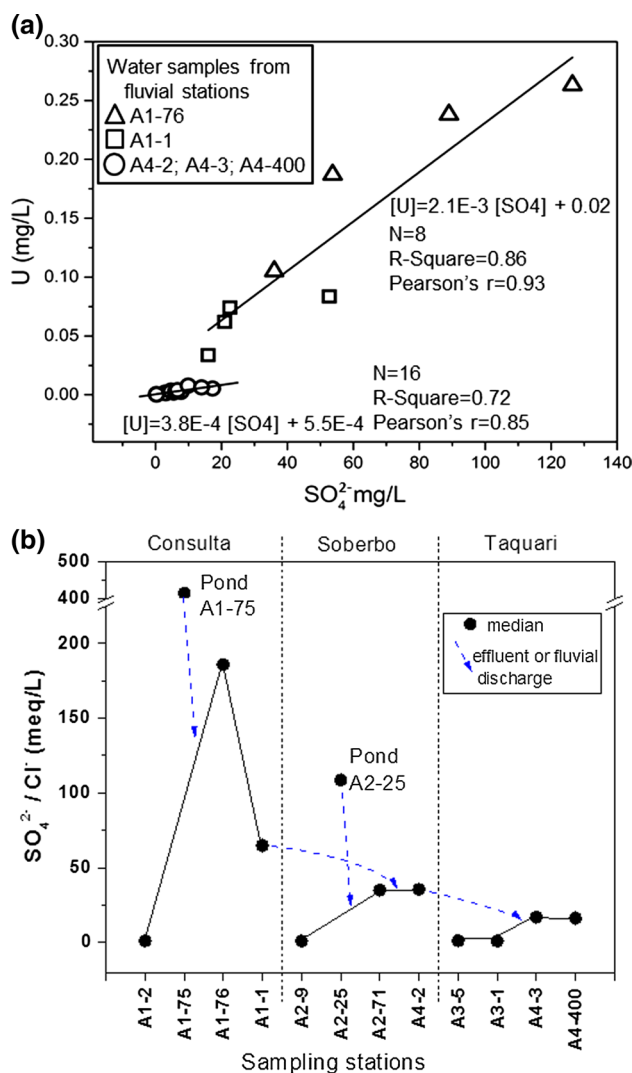 (a)
0.30
0.25
0.20
0.15
0.10
0.05
0.00
U (mg/L)
Water samples from
fluvial stations
A1-76
A1-1
A4-2; A4-3; A4-400
[U]=2.1E-3 [SO4] + 0.02
N=8
R-Square=0.86
Pearson's r=0.93
N=16
R-Square=0.72
Pearson's r=0.85
[U]=3.8E-4 [SO4] + 5.5E-4
0 20 40 60 80 100 120 140
SO₄²⁻mg/L
(b)
Consulta Soberbo Taquari
500
400
200
150
100
50
0
SO₄²⁻ / Cl⁻ (meq/L)
Pond
A1-75
Pond
A2-25
median
effluent or fluvial
discharge
A1-2 A1-75 A1-76 A1-1 A2-9 A2-25 A2-71 A4-2 A3-5 A3-1 A4-3 A4-400
Sampling stations